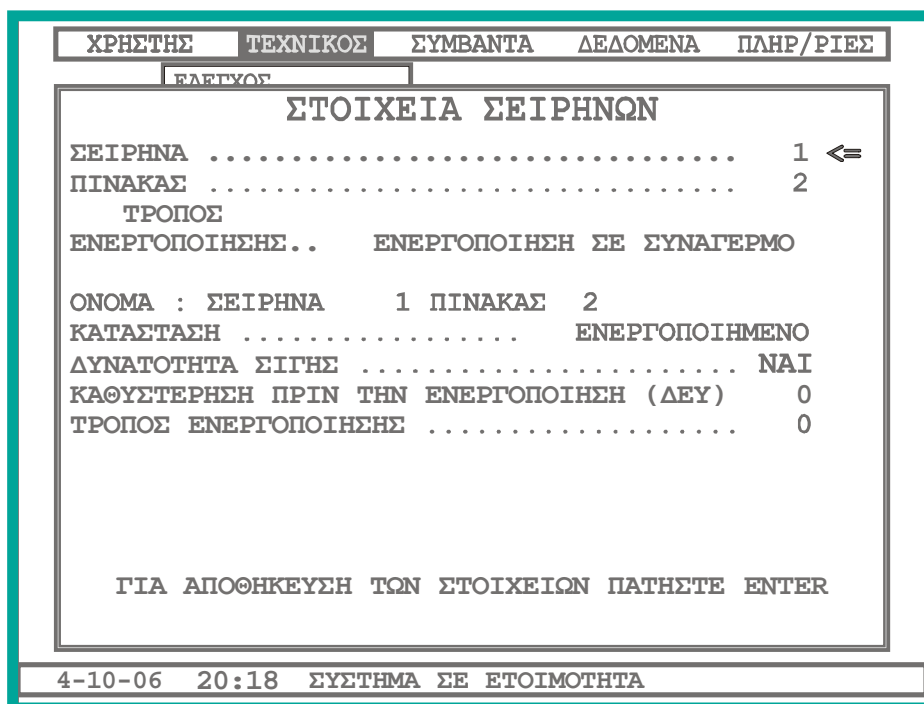 ΧΡΗΣΤΗΣ ΤΕΧΝΙΚΟΣ ΣΥΜΒΑΝΤΑ ΔΕΔΟΜΕΝΑ ΠΛΗΡ/ΡΙΕΣ
ΕΛΕΓΧΟΣ
ΣΤΟΙΧΕΙΑ ΣΕΙΡΗΝΩΝ
ΣΕΙΡΗΝΑ ................................ 1 <=
ΠΙΝΑΚΑΣ ................................ 2
ΤΡΟΠΟΣ
ΕΝΕΡΓΟΠΟΙΗΣΗΣ.. ΕΝΕΡΓΟΠΟΙΗΣΗ ΣΕ ΣΥΝΑΓΕΡΜΟ
ΟΝΟΜΑ : ΣΕΙΡΗΝΑ 1 ΠΙΝΑΚΑΣ 2
ΚΑΤΑΣΤΑΣΗ ................. ΕΝΕΡΓΟΠΟΙΗΜΕΝΟ
ΔΥΝΑΤΟΤΗΤΑ ΣΙΓΗΣ ....................... ΝΑΙ
ΚΑΘΥΣΤΕΡΗΣΗ ΠΡΙΝ ΤΗΝ ΕΝΕΡΓΟΠΟΙΗΣΗ (ΔΕΥ) 0
ΤΡΟΠΟΣ ΕΝΕΡΓΟΠΟΙΗΣΗΣ ................... 0
ΓΙΑ ΑΠΟΘΗΚΕΥΣΗ ΤΩΝ ΣΤΟΙΧΕΙΩΝ ΠΑΤΗΣΤΕ ENTER
4-10-06 20:18 ΣΥΣΤΗΜΑ ΣΕ ΕΤΟΙΜΟΤΗΤΑ